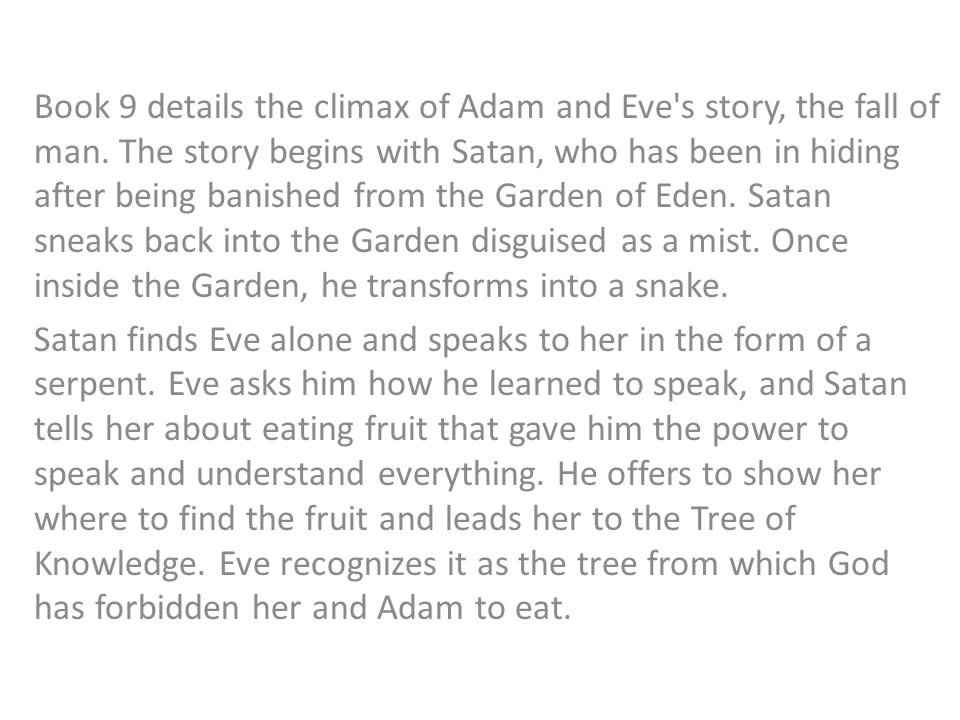 Book 9 details the climax of Adam and Eve's story, the fall of
man. The story begins with Satan, who has been in hiding
after being banished from the Garden of Eden. Satan
sneaks back into the Garden disguised as a mist. Once
inside the Garden, he transforms into a snake.
Satan finds Eve alone and speaks to her in the form of a
serpent. Eve asks him how he learned to speak, and Satan
tells her about eating fruit that gave him the power to
speak and understand everything. He offers to show her
where to find the fruit and leads her to the Tree of
Knowledge. Eve recognizes it as the tree from which God
has forbidden her and Adam to eat.